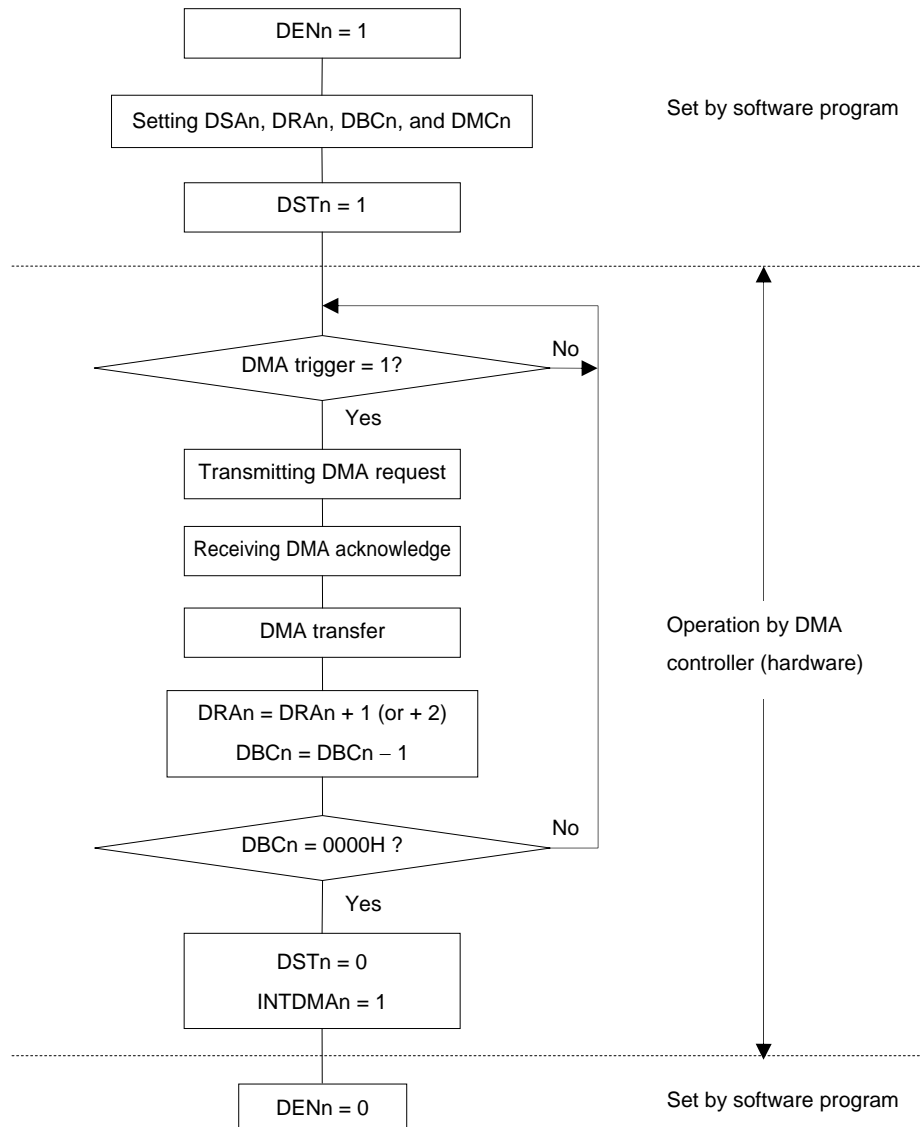 DENn = 1
Setting DSAn, DRAn, DBCn, and DMCn
Set by software program
DSTn = 1
DMA trigger = 1?
No
Yes
Transmitting DMA request
Receiving DMA acknowledge
DMA transfer
Operation by DMA
controller (hardware)
DRAn = DRAn + 1 (or + 2)
DBCn = DBCn − 1
DBCn = 0000H ?
No
Yes
DSTn = 0
INTDMAn = 1
DENn = 0
Set by software program